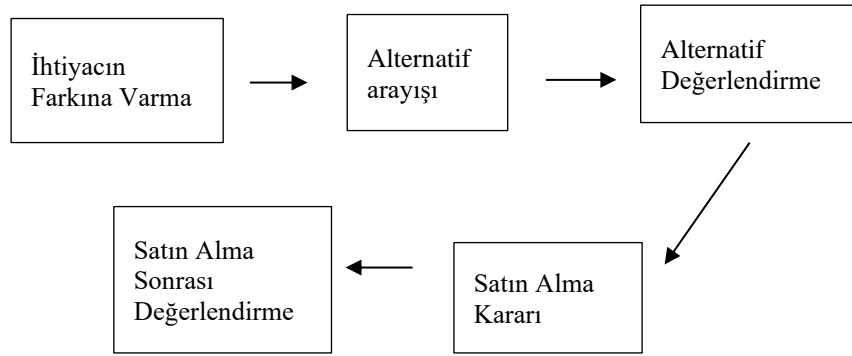 İhtiyacın
Farkına Varma
Alternatif
arayışı
Alternatif
Değerlendirme
Satın Alma
Kararı
Satın Alma
Sonrası
Değerlendirme